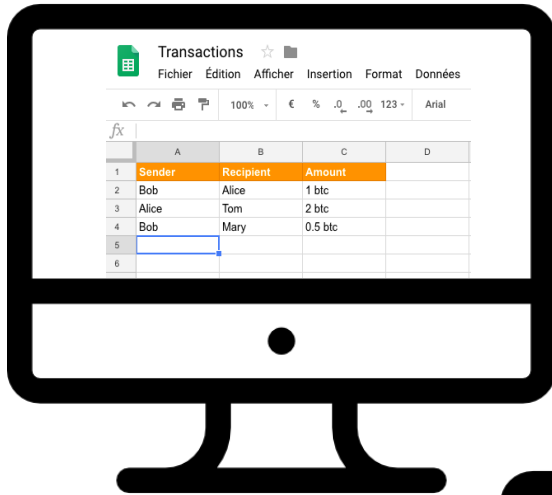 Transactions
Fichier Édition Afficher Insertion Format Données
100% € % .0 .00 123 Arial
fx
A B C D
1 Sender Recipient Amount
2 Bob Alice 1 btc
3 Alice Tom 2 btc
4 Bob Mary 0.5 btc
5
6